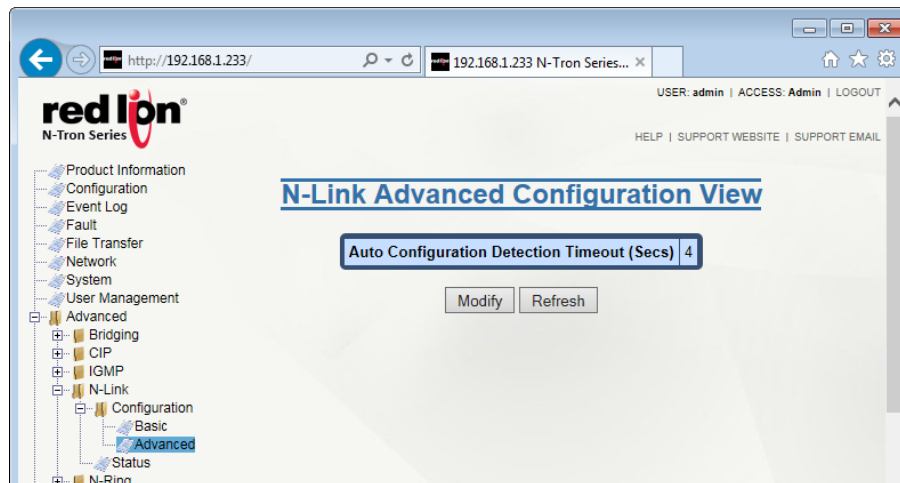 http://192.168.1.233/
192.168.1.233 N-Tron Series...
USER: admin | ACCESS: Admin | LOGOUT
red lion®
N-Tron Series
HELP | SUPPORT WEBSITE | SUPPORT EMAIL
Product Information
Configuration
Event Log
Fault
File Transfer
Network
System
User Management
Advanced
Bridging
CIP
IGMP
N-Link
Configuration
Basic
Advanced
Status
N-Ring
N-Link Advanced Configuration View
Auto Configuration Detection Timeout (Secs) 4
Modify Refresh